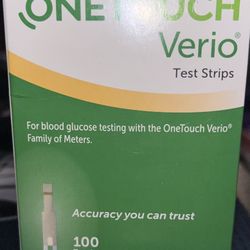 ONETOUCH
Verio®
Test Strips
For blood glucose testing with the OneTouch Verio®
Family of Meters.
Accuracy you can trust
100